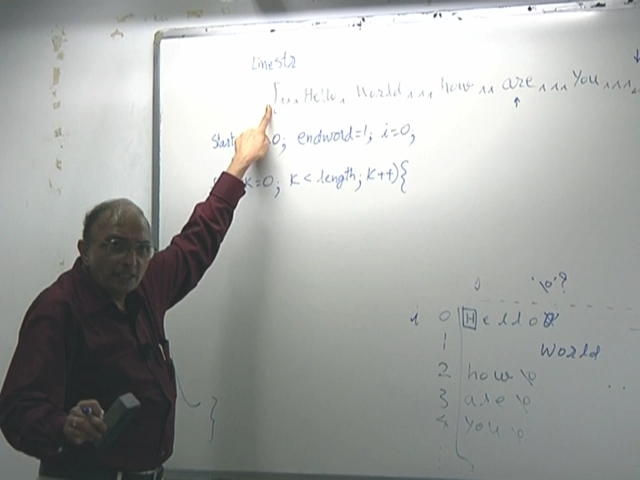 Linestr
[^^^Hello^ World^^^^ how^^ are^^^^ You^^^^^
Start 0; endword=1; i=0,
k=0; k<length; k++){
0 '\0'?
i 0 Hello\0
1 World
2 how \0
3 are \0
4 you \0
}